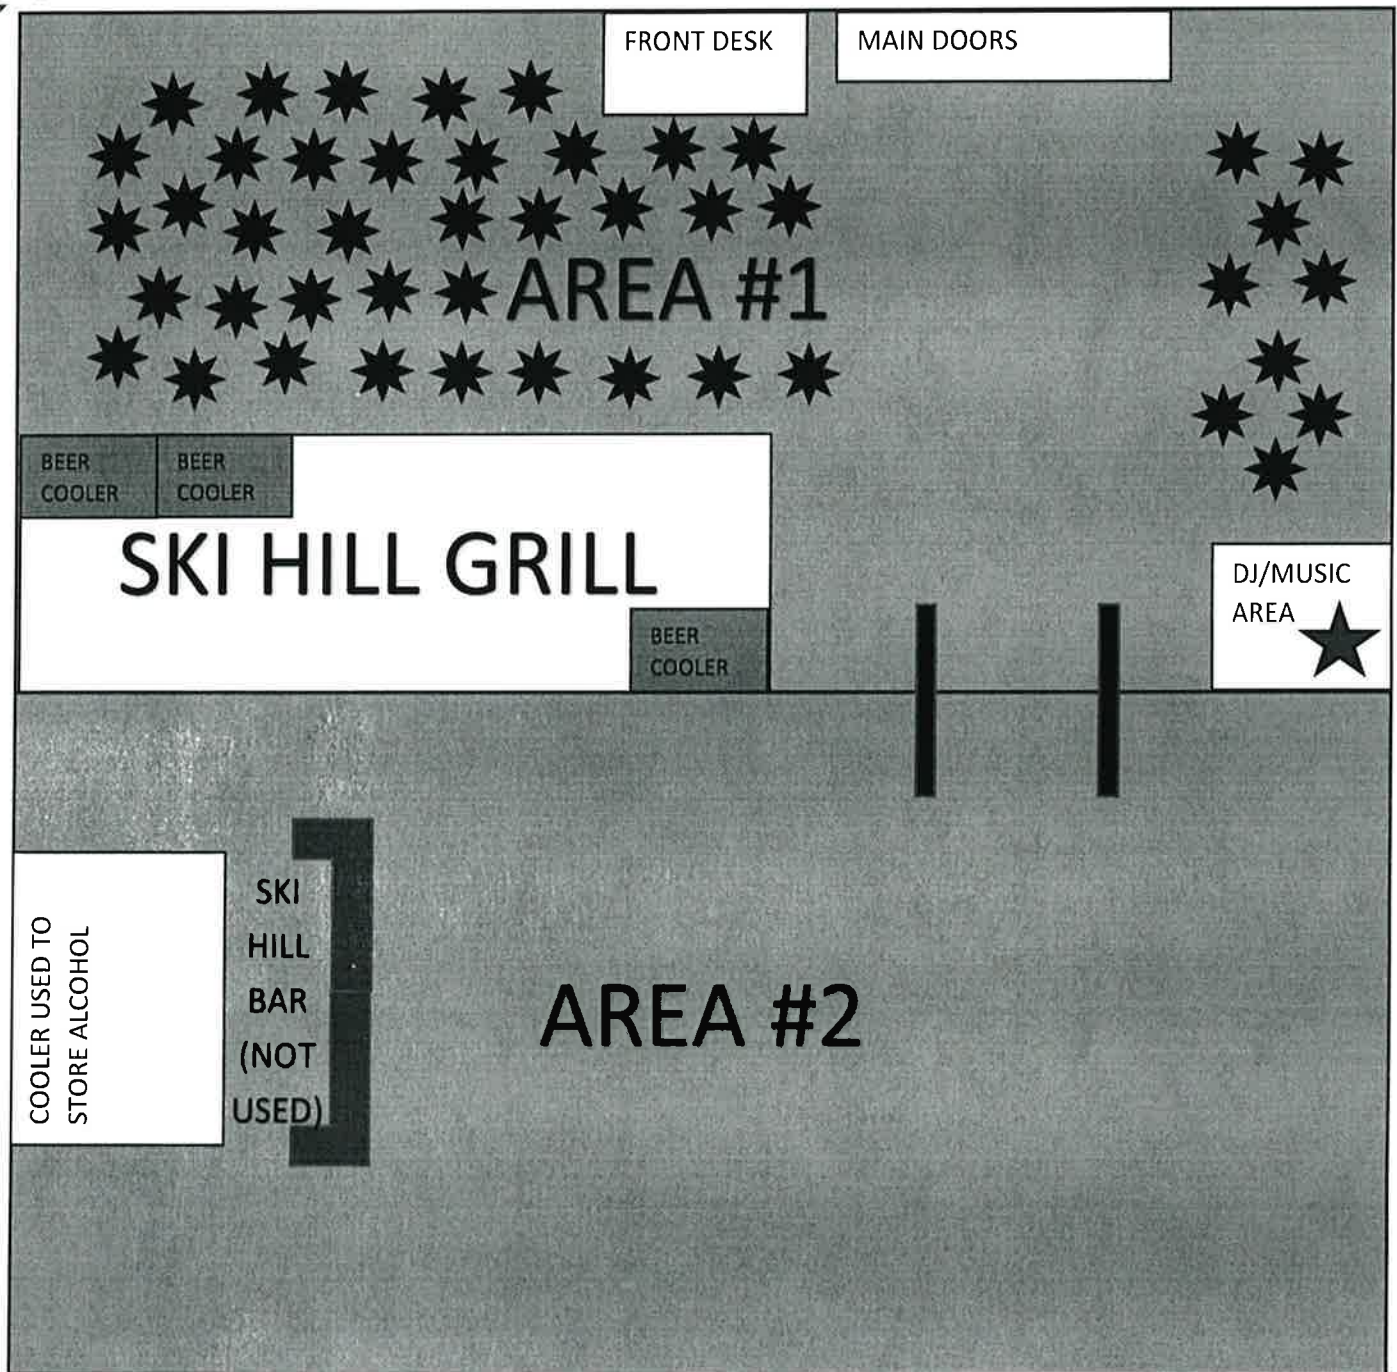 FRONT DESK
MAIN DOORS
AREA #1
BEER
COOLER
BEER
COOLER
SKI HILL GRILL
DJ/MUSIC
AREA
BEER
COOLER
COOLER USED TO
STORE ALCOHOL
SKI
HILL
BAR
(NOT
USED)
AREA #2